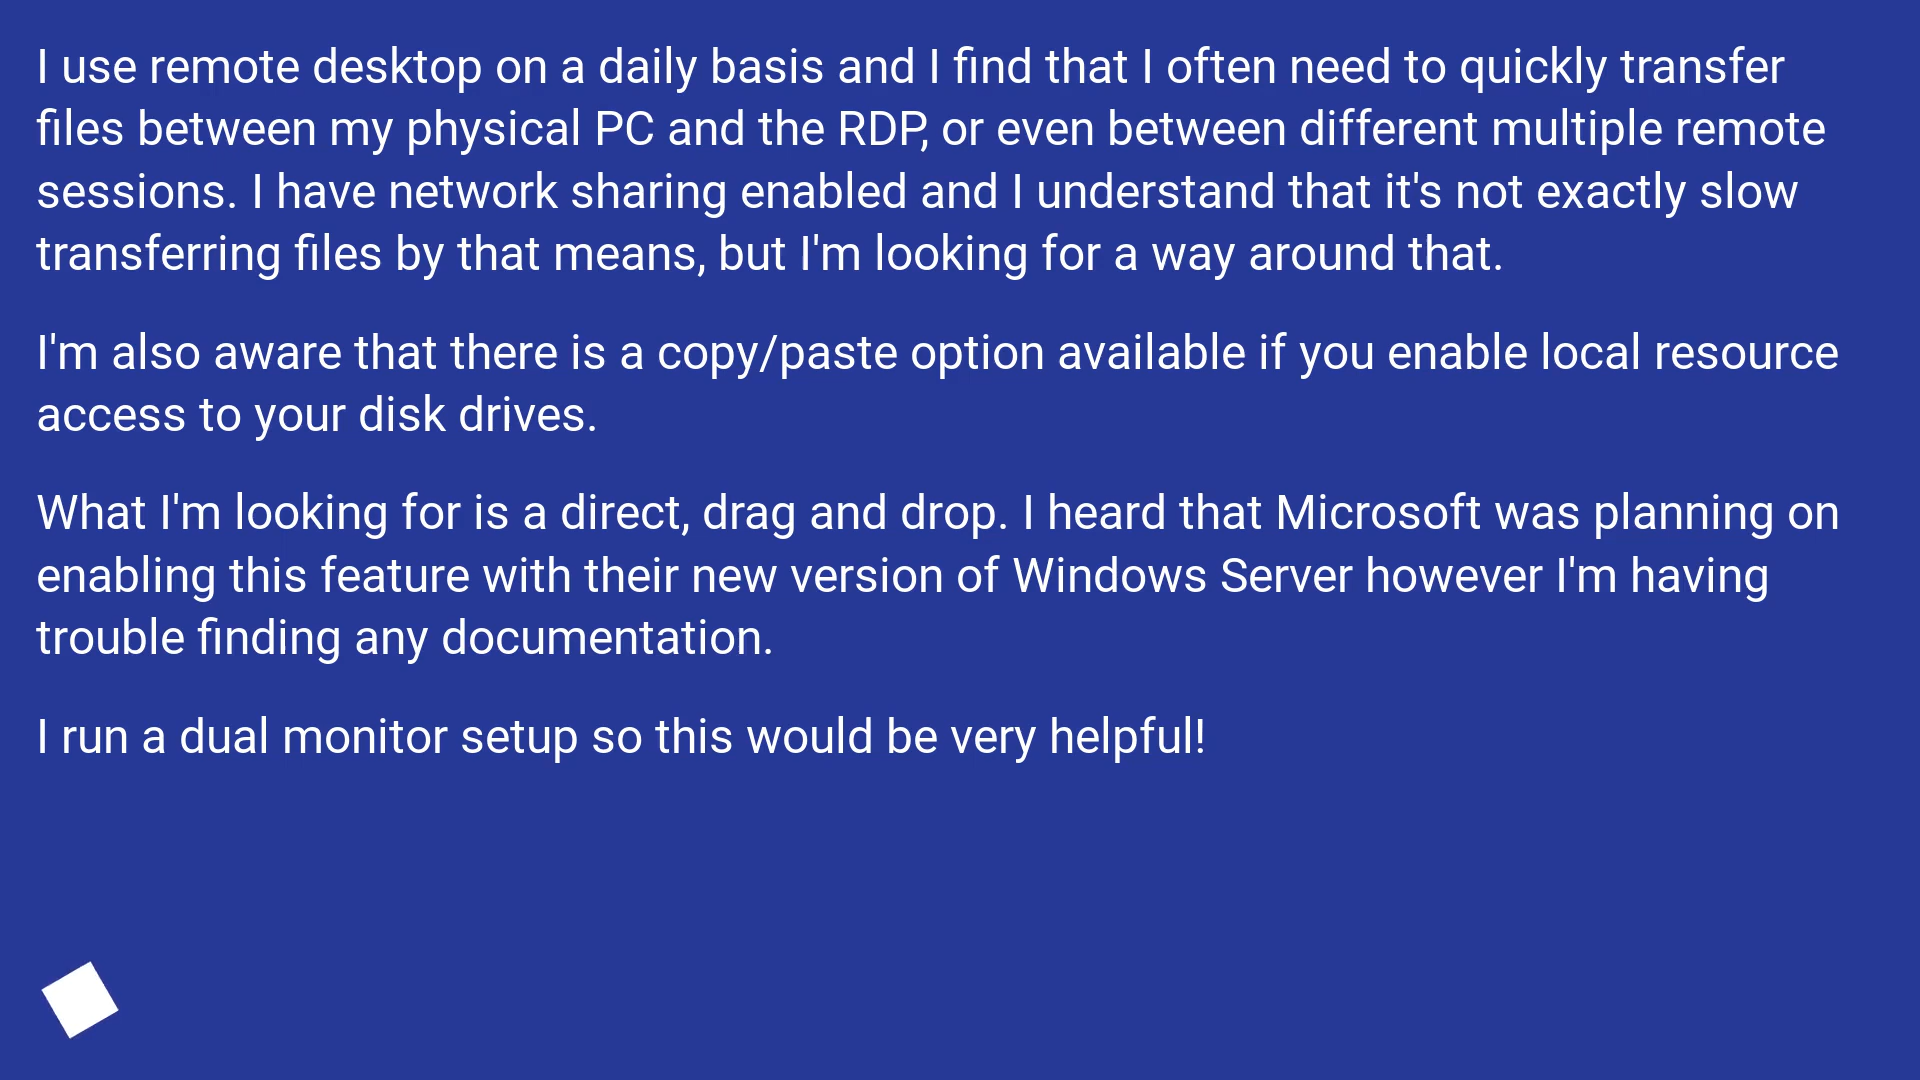 I use remote desktop on a daily basis and I find that I often need to quickly transfer
files between my physical PC and the RDP, or even between different multiple remote
sessions. I have network sharing enabled and I understand that it's not exactly slow
transferring files by that means, but I'm looking for a way around that.
I'm also aware that there is a copy/paste option available if you enable local resource
access to your disk drives.
What I'm looking for is a direct, drag and drop. I heard that Microsoft was planning on
enabling this feature with their new version of Windows Server however I'm having
trouble finding any documentation.
I run a dual monitor setup so this would be very helpful!